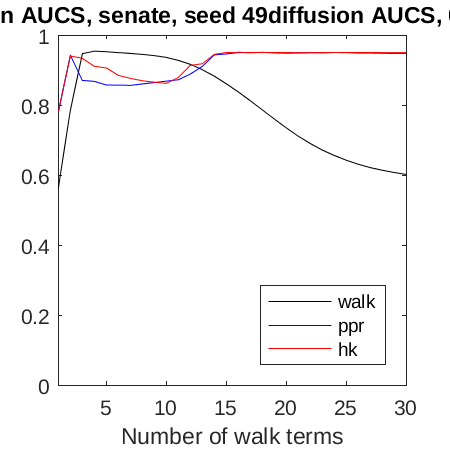 n AUCS, senate, seed 49diffusion AUCS,
1
0.8
0.6
0.4
0.2
0
walk
ppr
hk
5 10 15 20 25 30
Number of walk terms